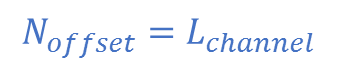 N_offset = L_channel